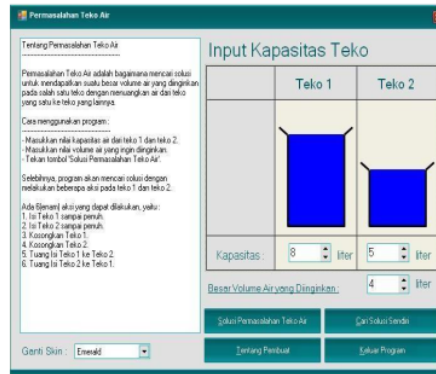 Permasalahan Teko Air
Tentang Permasalahan Teko Air
Permasalahan Teko Air adalah bagaimana mencari solusi
untuk mendapatkan suatu besar volume air yang diinginkan
pada salah satu teko dengan menuangkan air dari teko
yang satu ke teko yang lainnya.
Cara menggunakan program :
- Masukkan nilai kapasitas air dari teko 1 dan teko 2.
- Masukkan nilai volume air yang ingin diinginkan.
- Tekan tombol 'Solusi Permasalahan Teko Air'.
Selebihnya, program akan mencari solusi dengan
melakukan beberapa aksi pada teko 1 dan teko 2.
Ada 6(enam) aksi yang dapat dilakukan, yaitu :
1. Isi Teko 1 sampai penuh.
2. Isi Teko 2 sampai penuh.
3. Kosongkan Teko 1.
4. Kosongkan Teko 2.
5. Tuang Isi Teko 1 ke Teko 2.
6. Tuang Isi Teko 2 ke Teko 1.
Ganti Skin : Emerald
Input Kapasitas Teko
Teko 1 Teko 2
Kapasitas : 8 liter 5 liter
Besar Volume Air yang Diinginkan : 4 liter
Solusi Permasalahan Teko Air Cari Solusi Sendiri
Tentang Pembuat Keluar Program